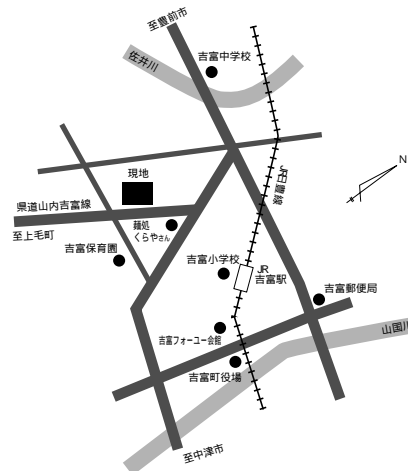 至豊前市
佐井川
吉富中学校
N
現地
JR日豊線
県道山内吉富線
麺処
くらやさん
至上毛町
吉富保育園
吉富小学校
JR
吉富駅
吉富郵便局
山国川
吉富フォーユー会館
吉富町役場
至中津市